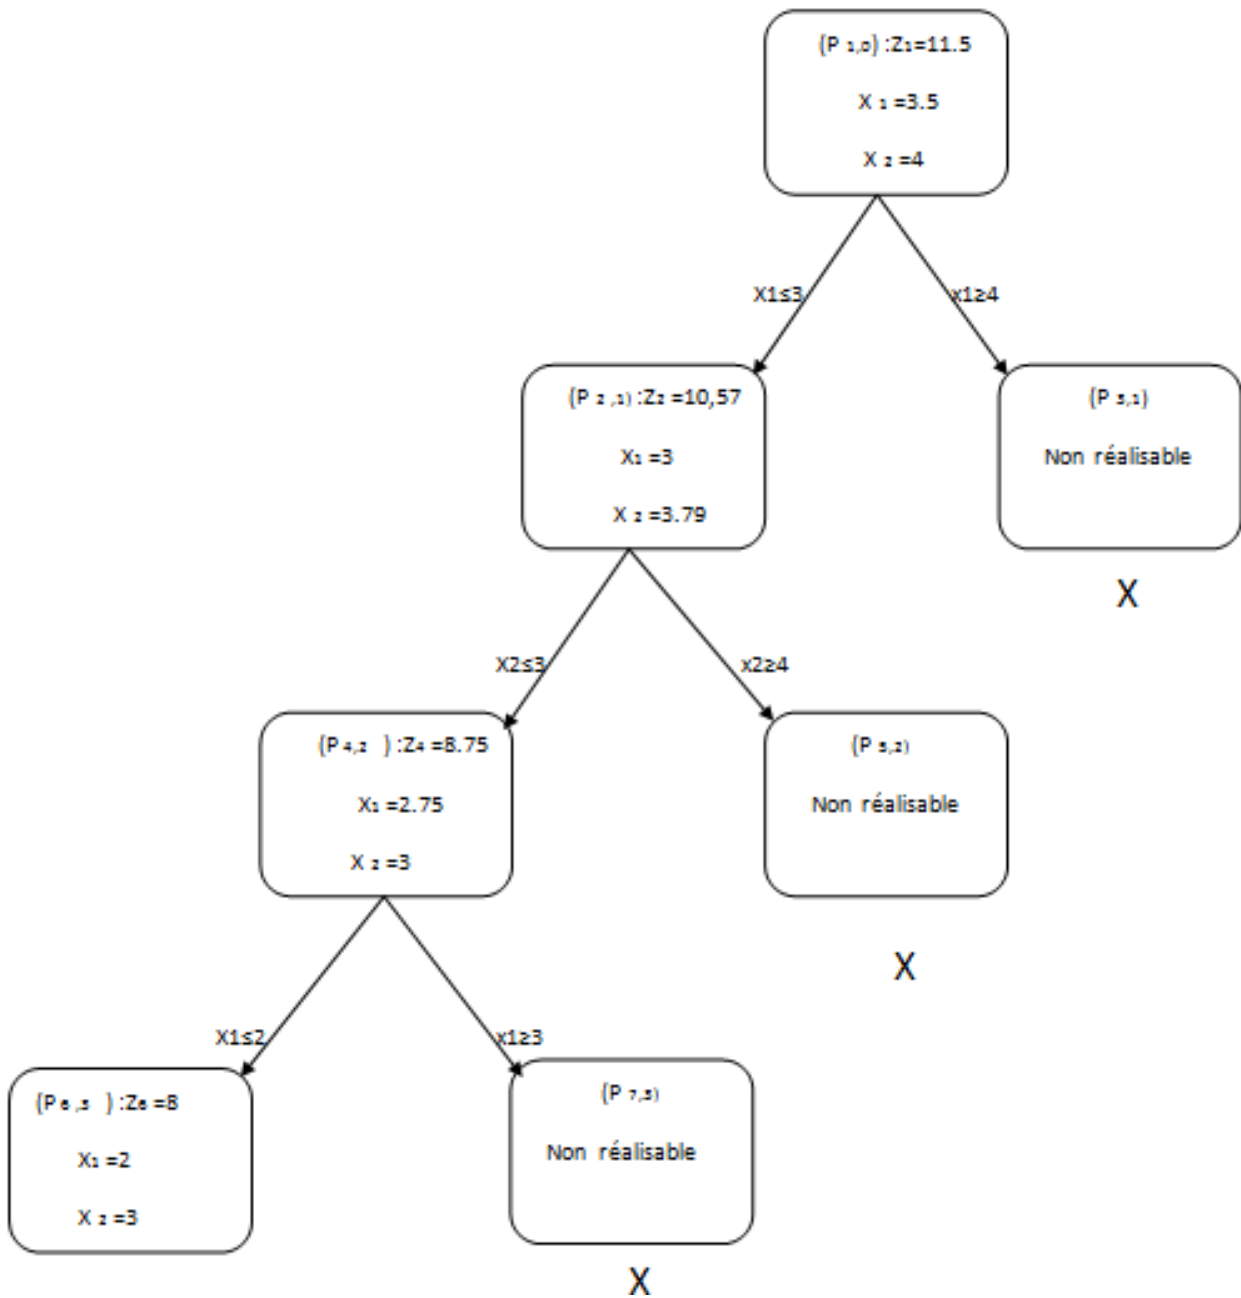 (P 1,0) :Z1=11.5
X 1 =3.5
X 2 =4
X1≤3
x1≥4
(P 2 ,1) :Z2 =10,57
X1 =3
X 2 =3.79
(P 3,1)
Non réalisable
X
X2≤3
x2≥4
(P 4,2 ) :Z4 =8.75
X1 =2.75
X 2 =3
(P 5,2)
Non réalisable
X
X1≤2
x1≥3
(P 6 ,3 ) :Z6 =8
X1 =2
X 2 =3
(P 7,3)
Non réalisable
X